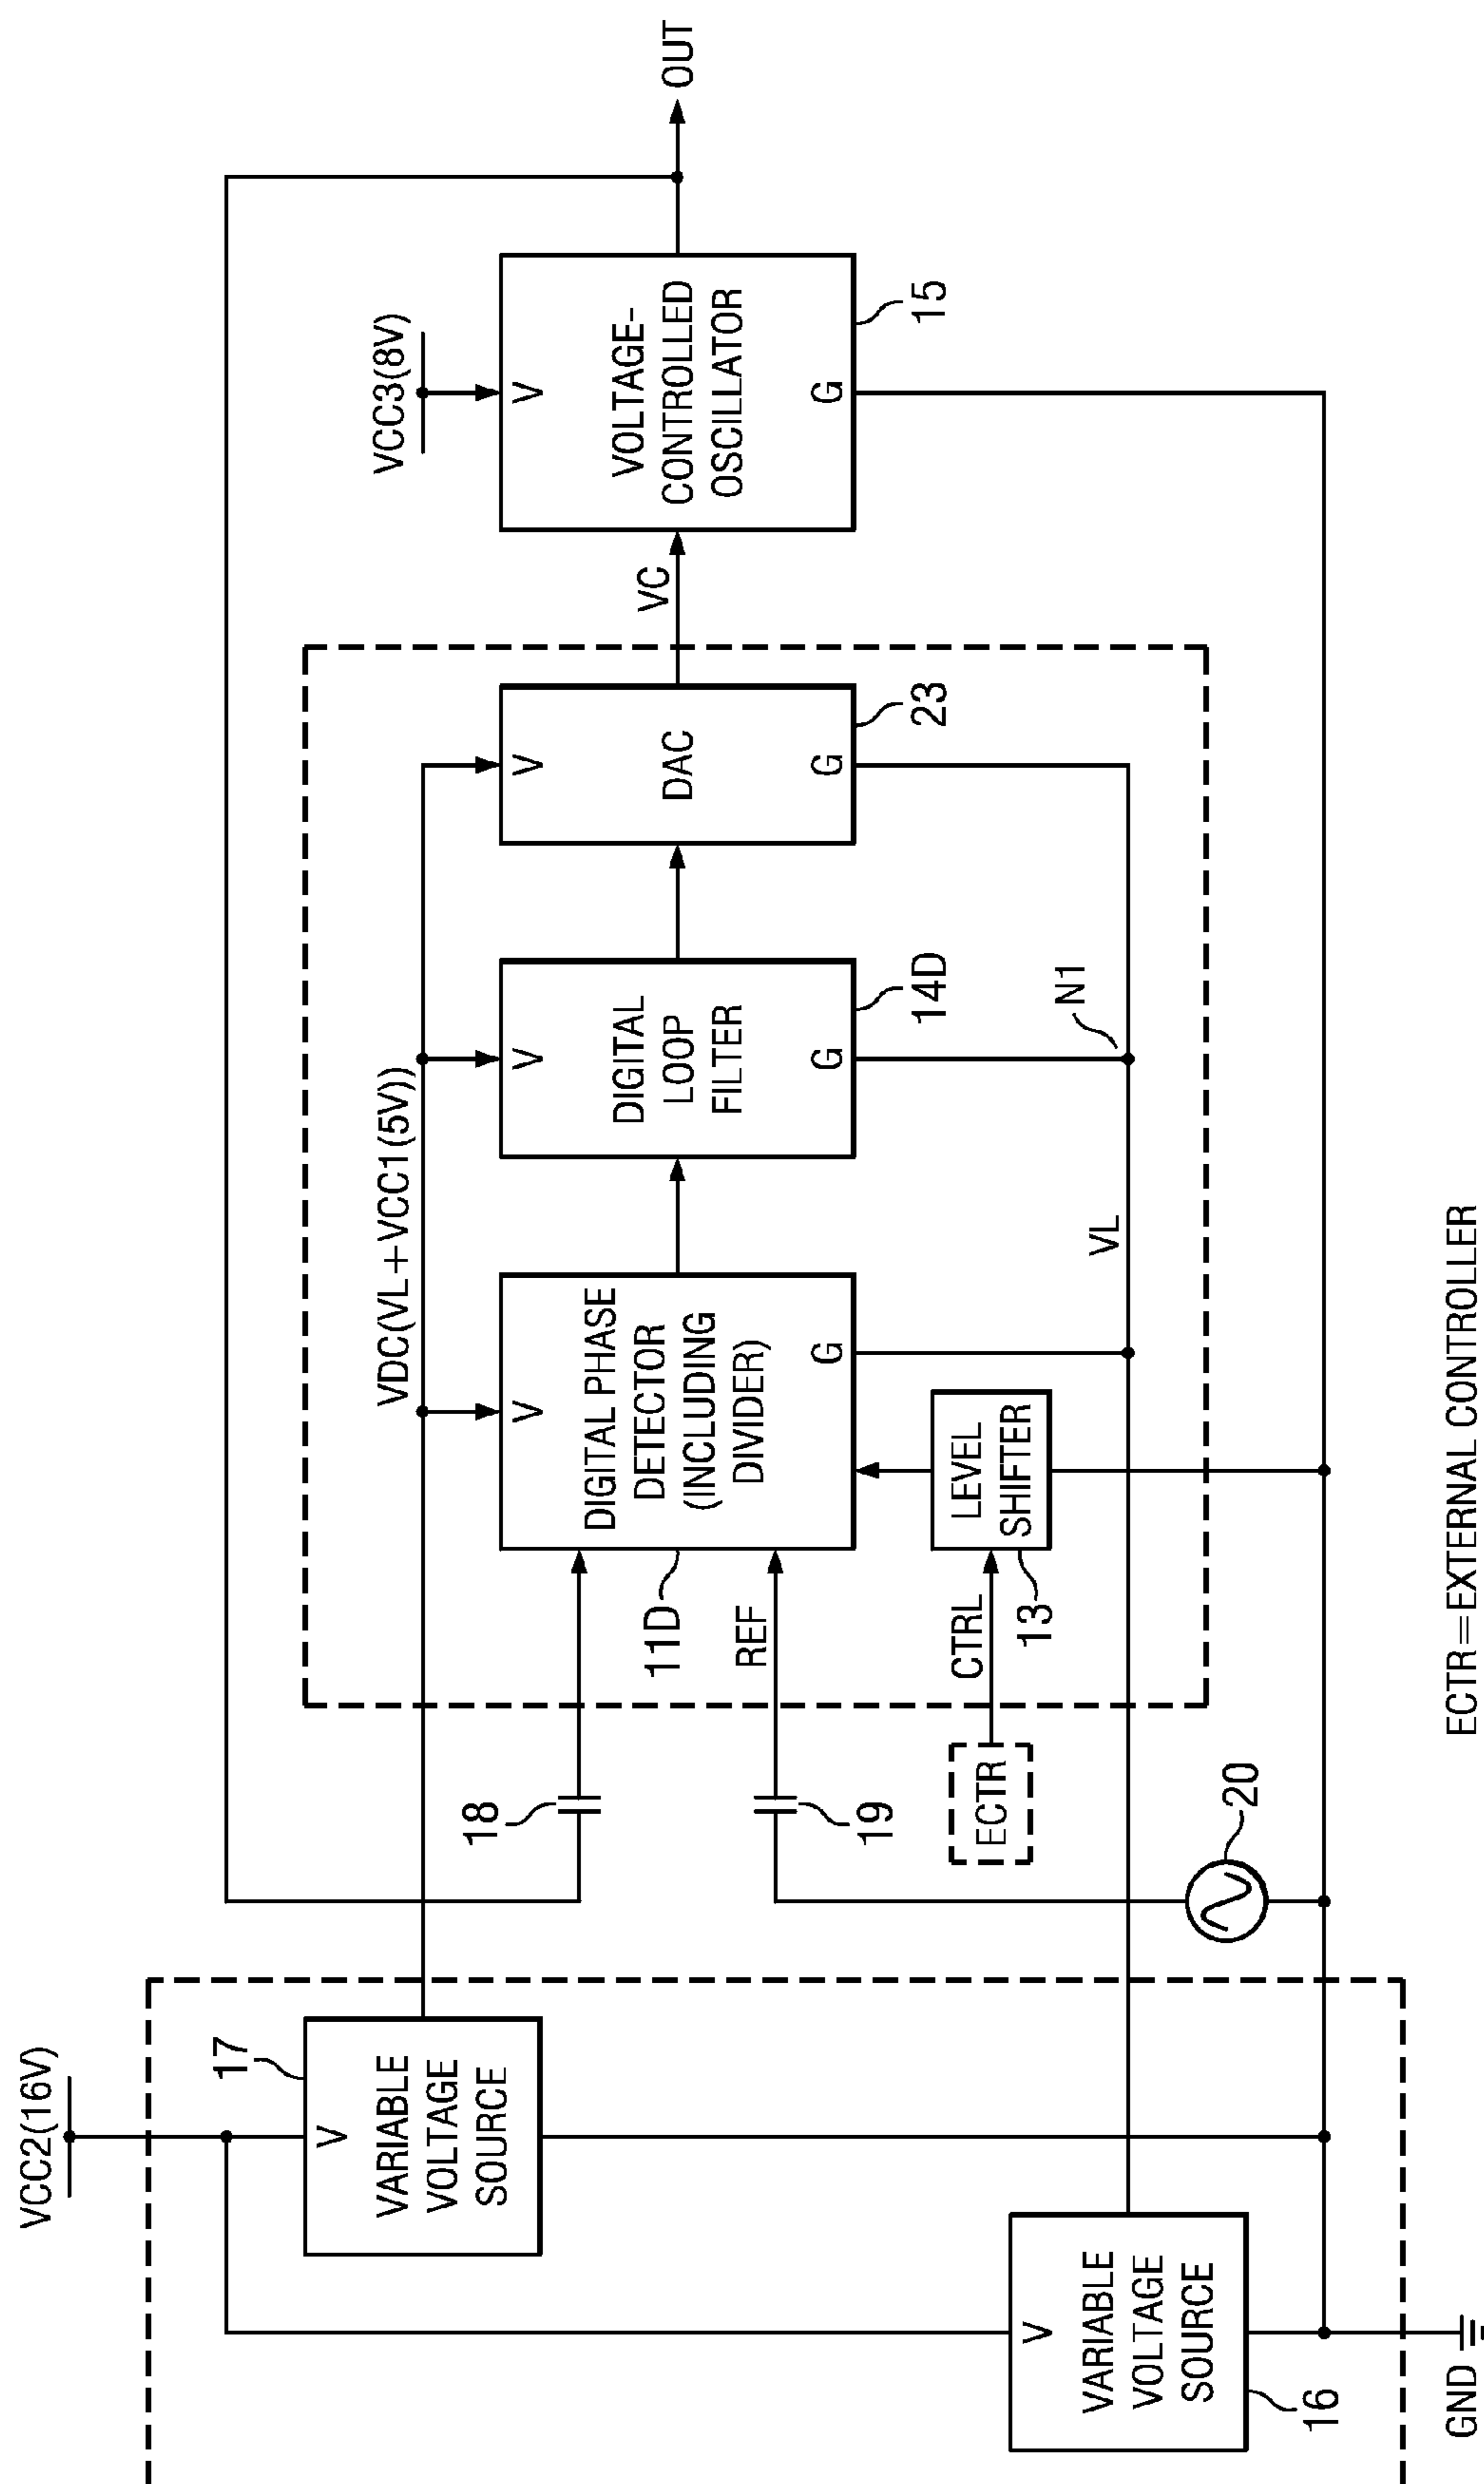 VCC2(16V)
17
V
VARIABLE
VOLTAGE
SOURCE
V
VARIABLE
VOLTAGE
SOURCE
16
GND
18
19
20
VDC(VL+VCC1(5V))
V
DIGITAL PHASE
DETECTOR
(INCLUDING
DIVIDER)
G
11D
REF
CTRL
ECTR
LEVEL
SHIFTER
13
VL
N1
V
DIGITAL
LOOP
FILTER
G
14D
V
DAC
G
23
VC
VCC3(8V)
V
VOLTAGE-
CONTROLLED
OSCILLATOR
G
15
OUT
ECTR=EXTERNAL CONTROLLER